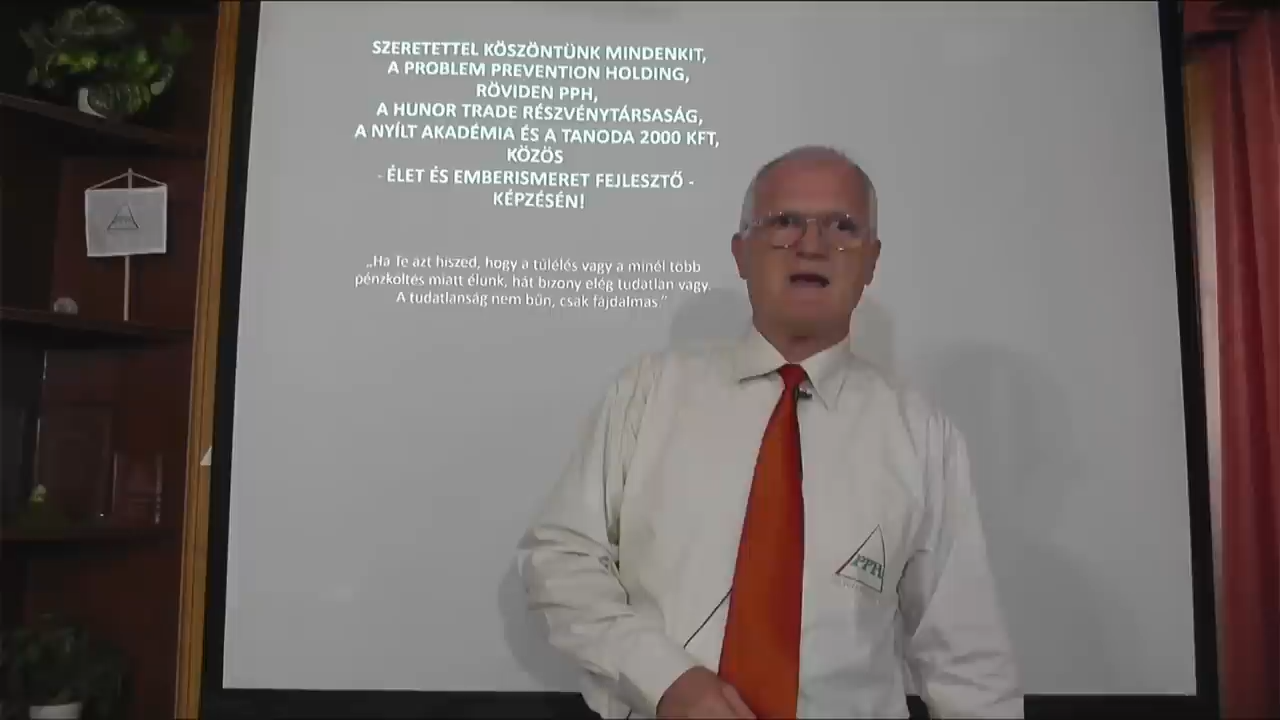 SZERETETTEL KÖSZÖNTÜNK MINDENKIT,
A PROBLEM PREVENTION HOLDING,
RÖVIDEN PPH,
A HUNOR TRADE RÉSZVÉNYTÁRSASÁG,
A NYÍLT AKADÉMIA ÉS A TANODA 2000 KFT,
KÖZÖS
- ÉLET ÉS EMBERISMERET FEJLESZTŐ -
KÉPZÉSÉN!
„Ha Te azt hiszed, hogy a túlélés vagy a minél több
pénzköltés miatt élünk, hát bizony elég tudatlan vagy.
A tudatlanság nem bűn, csak fájdalmas.”
PPH
PPH